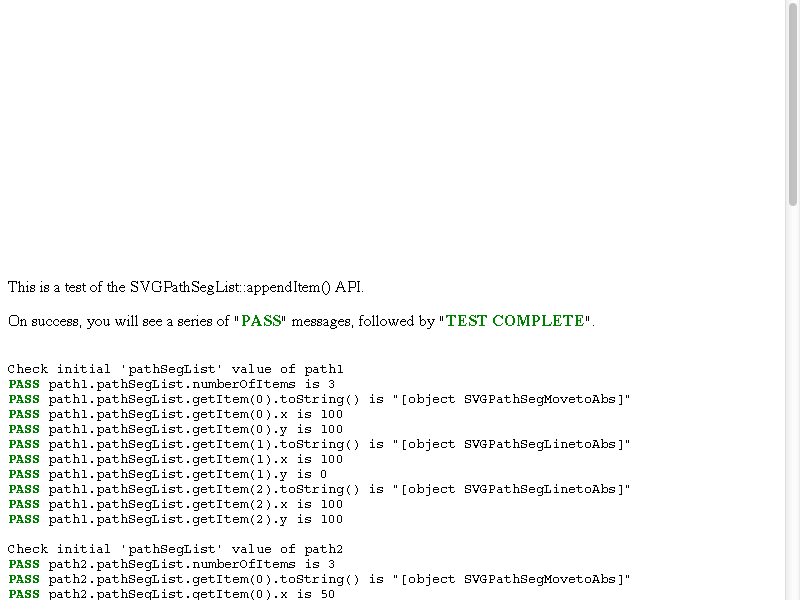 This is a test of the SVGPathSegList::appendItem() API.
On success, you will see a series of "PASS" messages, followed by "TEST COMPLETE".
Check initial 'pathSegList' value of path1
PASS path1.pathSegList.numberOfItems is 3
PASS path1.pathSegList.getItem(0).toString() is "[object SVGPathSegMovetoAbs]"
PASS path1.pathSegList.getItem(0).x is 100
PASS path1.pathSegList.getItem(0).y is 100
PASS path1.pathSegList.getItem(1).toString() is "[object SVGPathSegLinetoAbs]"
PASS path1.pathSegList.getItem(1).x is 100
PASS path1.pathSegList.getItem(1).y is 0
PASS path1.pathSegList.getItem(2).toString() is "[object SVGPathSegLinetoAbs]"
PASS path1.pathSegList.getItem(2).x is 100
PASS path1.pathSegList.getItem(2).y is 100
Check initial 'pathSegList' value of path2
PASS path2.pathSegList.numberOfItems is 3
PASS path2.pathSegList.getItem(0).toString() is "[object SVGPathSegMovetoAbs]"
PASS path2.pathSegList.getItem(0).x is 50